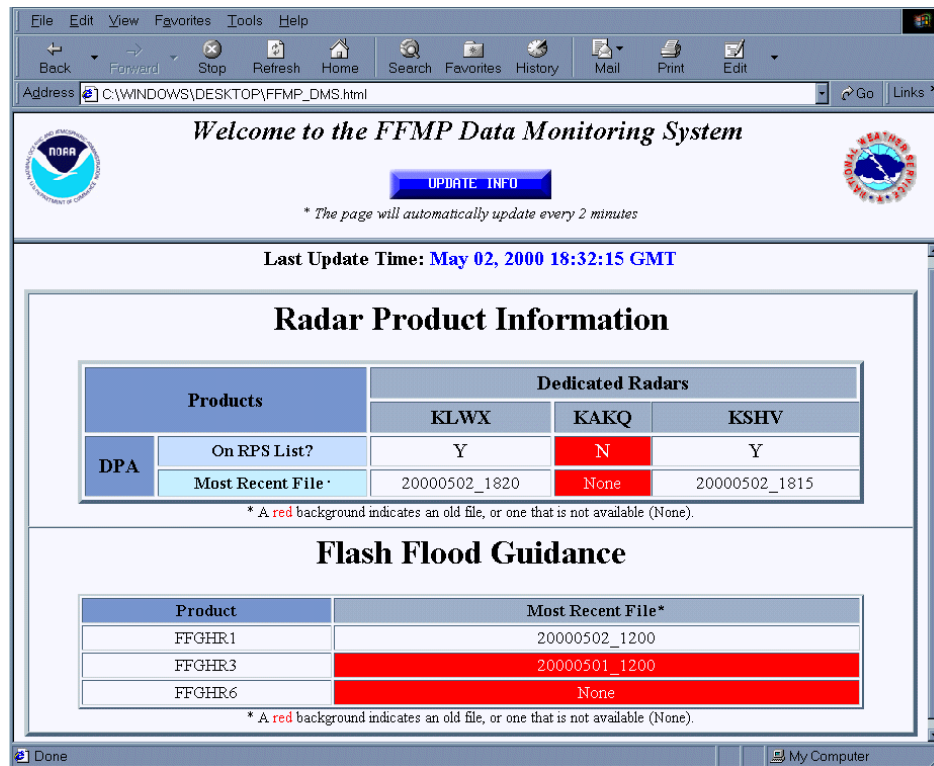 File Edit View Favorites Tools Help
Back Forward Stop Refresh Home Search Favorites History Mail Print Edit
Address C:\WINDOWS\DESKTOP\FFMP_DMS.html Go Links
Welcome to the FFMP Data Monitoring System
NOAA
UPDATE INFO
* The page will automatically update every 2 minutes
Last Update Time: May 02, 2000 18:32:15 GMT
Radar Product Information
Products Dedicated Radars
KLWX KAKQ KSHV
DPA On RPS List? Y N Y
Most Recent File * 20000502_1820 None 20000502_1815
* A red background indicates an old file, or one that is not available (None).
Flash Flood Guidance
Product Most Recent File*
FFGHR1 20000502_1200
FFGHR3 20000501_1200
FFGHR6 None
* A red background indicates an old file, or one that is not available (None).
Done My Computer